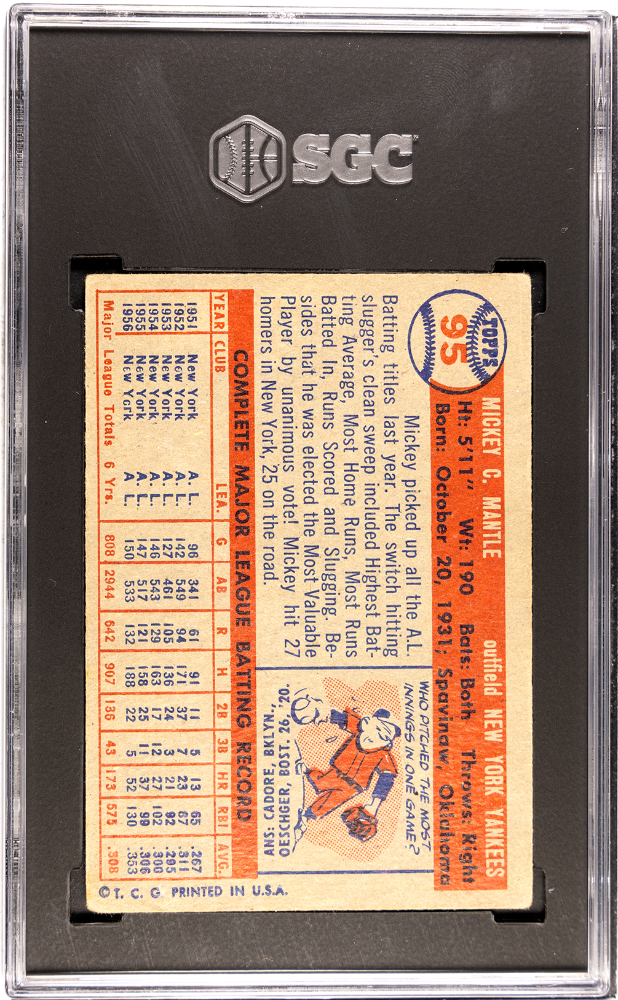 SGC
TOPPS
95
MICKEY C. MANTLE outfield NEW YORK YANKEES
Ht: 5'11" Wt: 190 Bats: Both Throws: Right
Born: October 20, 1931; Spavinaw, Oklahoma
Mickey picked up all the A.L.
Batting titles last year. The switch hitting
slugger's clean sweep included Highest Bat-
ting Average, Most Home Runs, Most Runs
Batted In, Runs Scored and Slugging. Be-
sides that he was elected the Most Valuable
Player by unanimous vote! Mickey hit 27
homers in New York, 25 on the road.
WHO PITCHED THE MOST
INNINGS IN ONE GAME?
ANS: CADORE, BKLYN.,
OESCHGER, BOST. 26, '20.
COMPLETE MAJOR LEAGUE BATTING RECORD
YEAR CLUB LEA. G AB R H 2B 3B HR RBI AVG.
1951 New York A.L. 96 341 61 91 11 5 13 65 .267
1952 New York A.L. 142 549 94 171 37 7 23 87 .311
1953 New York A.L. 127 461 105 136 24 3 21 92 .295
1954 New York A.L. 146 543 129 163 17 12 27 102 .300
1955 New York A.L. 147 517 121 158 25 11 37 99 .306
1956 New York A.L. 150 533 132 188 22 5 52 130 .353
Major League Totals 6 Yrs. 808 2944 642 907 136 43 173 575 .308
© T. C. G. PRINTED IN U.S.A.